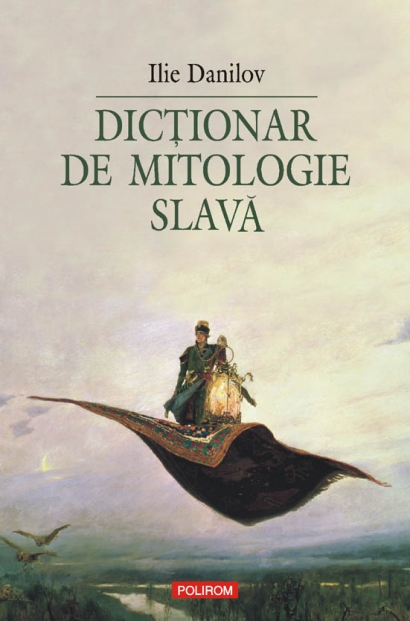 Ilie Danilov
DICȚIONAR
DE MITOLOGIE
SLAVĂ
POLIROM